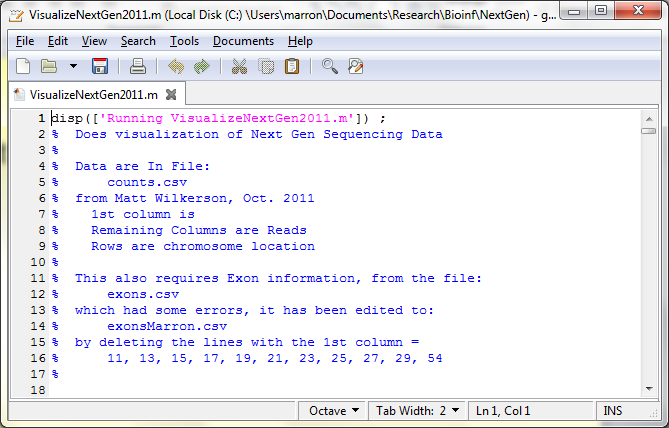 VisualizeNextGen2011.m (Local Disk (C:) \Users\marron\Documents\Research\Bioinf\NextGen) - g...
File Edit View Search Tools Documents Help
VisualizeNextGen2011.m
1 disp(['Running VisualizeNextGen2011.m']) ;
2 %  Does visualization of Next Gen Sequencing Data
3 %
4 %  Data are In File:
5 %      counts.csv
6 %  from Matt Wilkerson, Oct. 2011
7 %    1st column is
8 %    Remaining Columns are Reads
9 %    Rows are chromosome location
10 %
11 %  This also requires Exon information, from the file:
12 %      exons.csv
13 %  which had some errors, it has been edited to:
14 %      exonsMarron.csv
15 %  by deleting the lines with the 1st column =
16 %      11, 13, 15, 17, 19, 21, 23, 25, 27, 29, 54
17 %
18
Octave Tab Width: 2 Ln 1, Col 1 INS